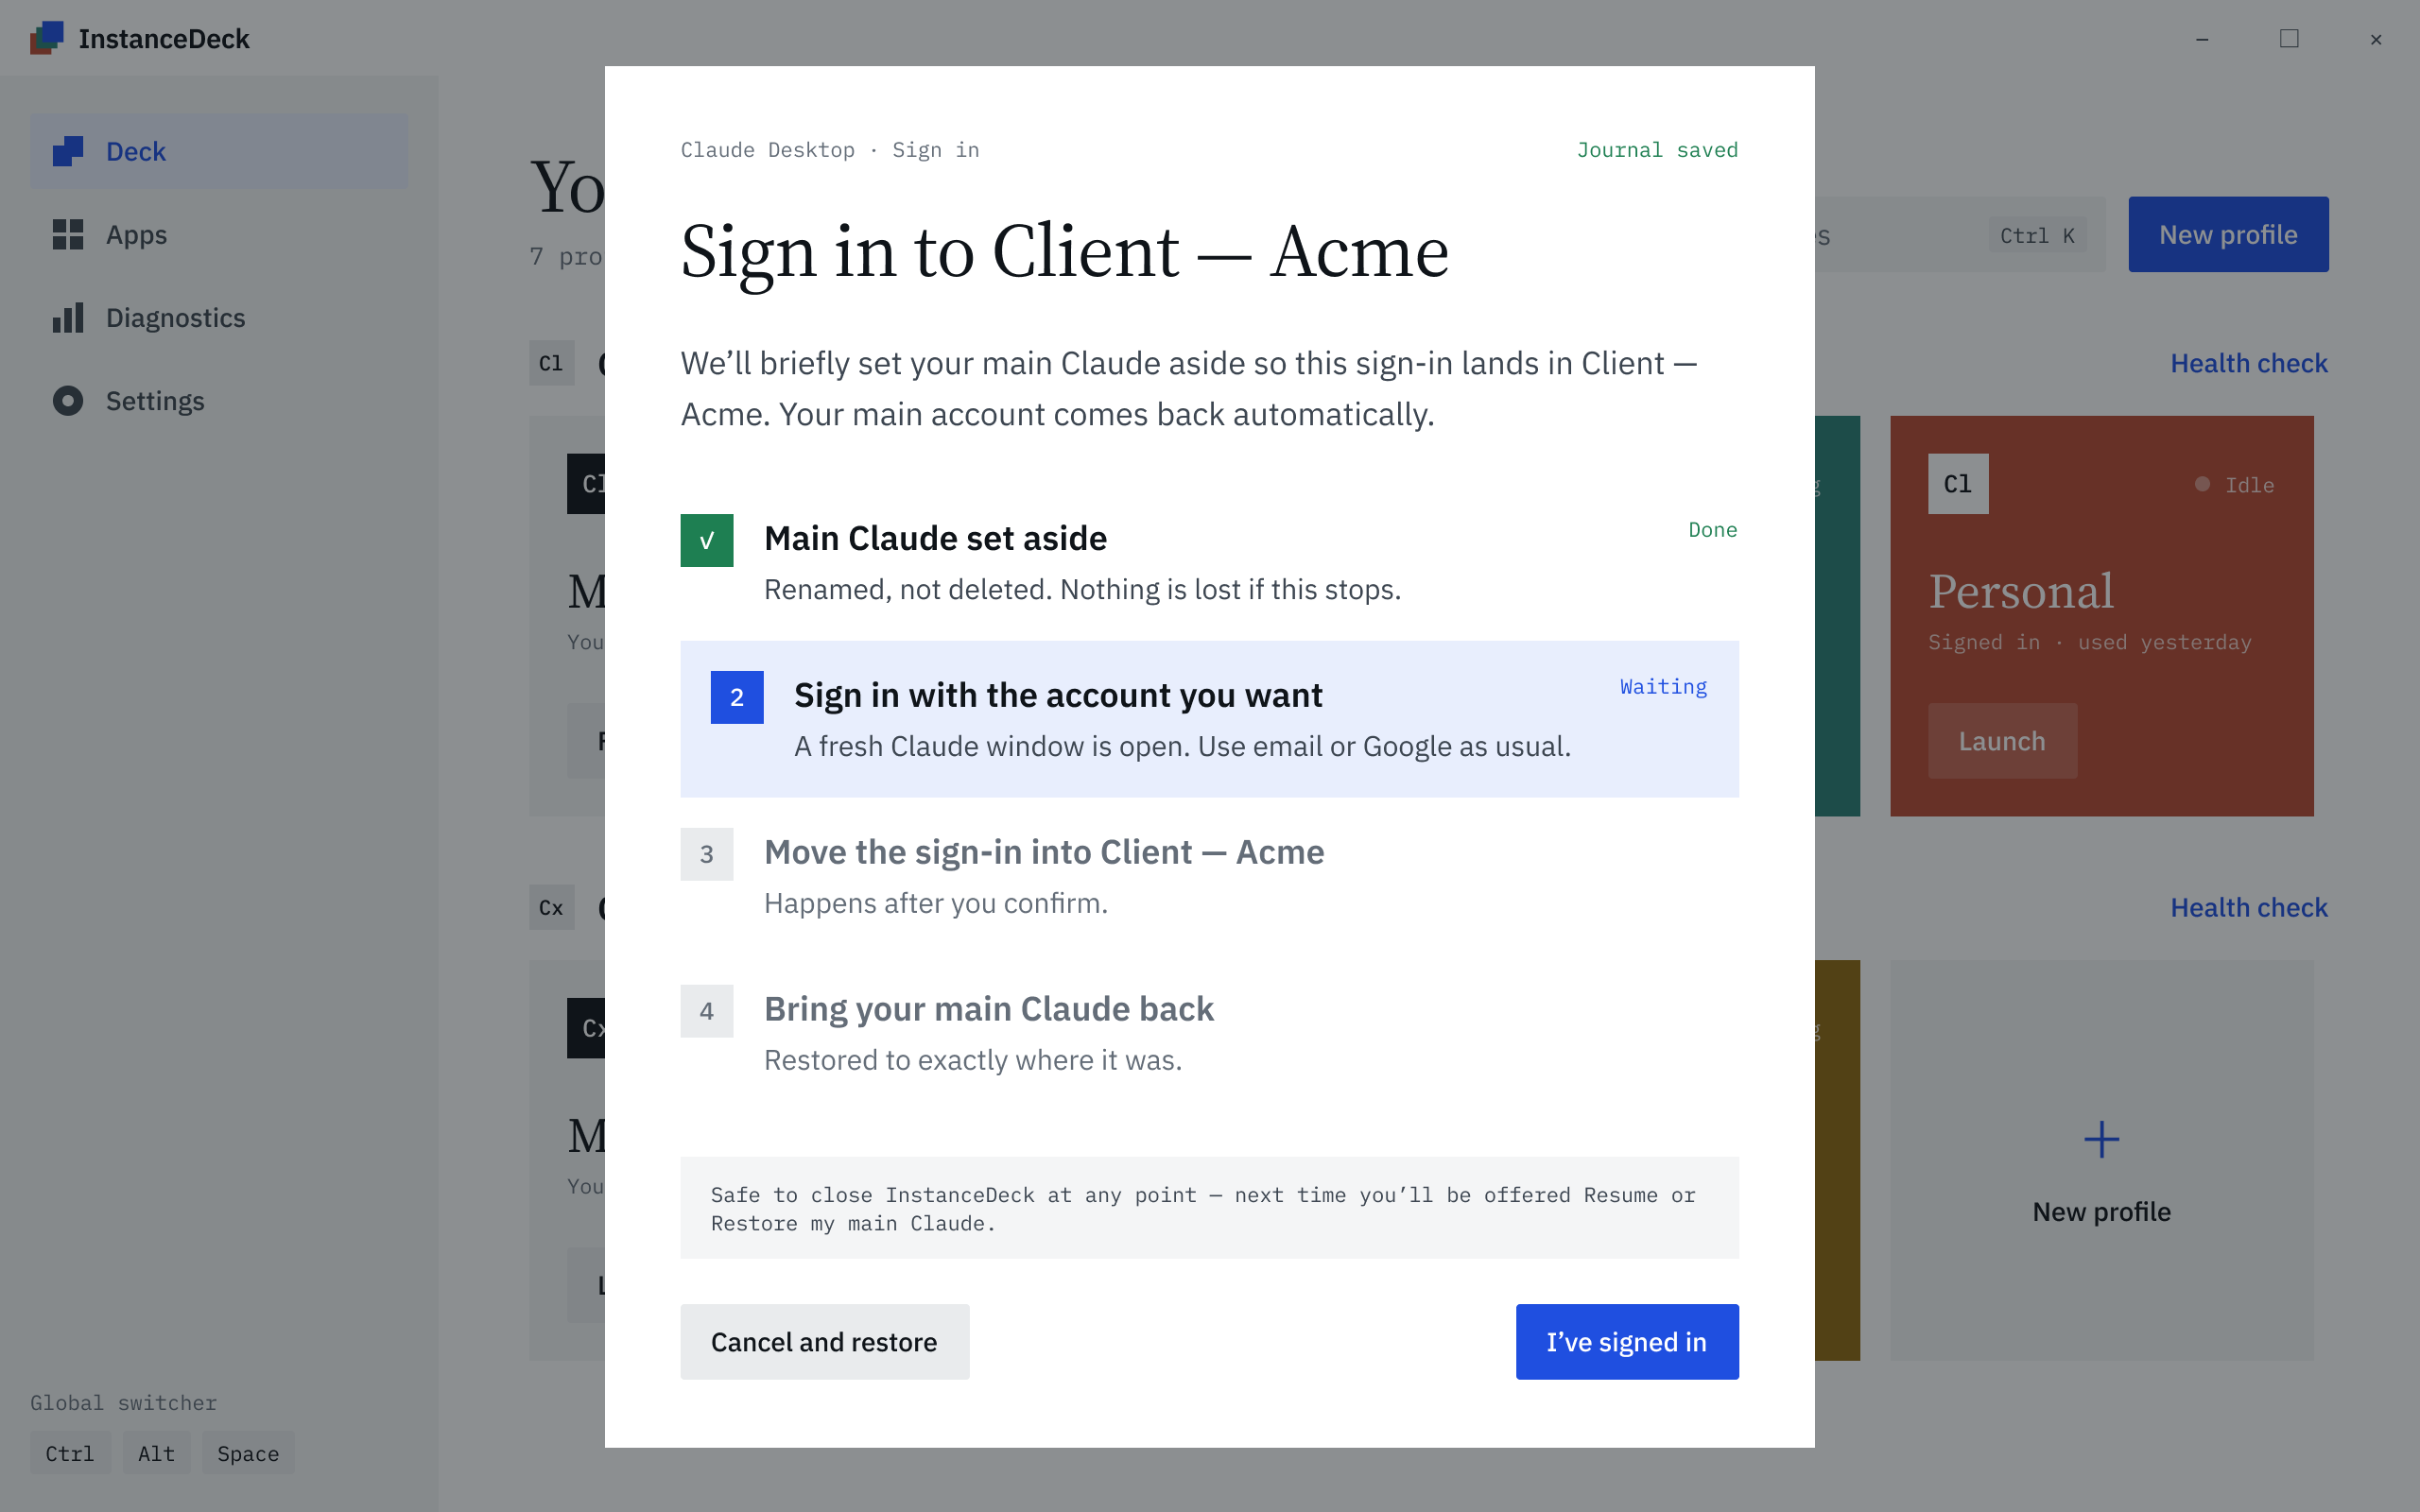 InstanceDeck
Deck
Apps
Diagnostics
Settings
Global switcher
Ctrl Alt Space
7
Ctrl K
New profile
Cl
Health check
Cl
Idle
Personal
Signed in · used yesterday
Launch
Cx
Health check
New profile
Claude Desktop · Sign in
Journal saved
Sign in to Client — Acme
We’ll briefly set your main Claude aside so this sign-in lands in Client —
Acme. Your main account comes back automatically.
√
Main Claude set aside
Done
Renamed, not deleted. Nothing is lost if this stops.
2
Sign in with the account you want
Waiting
A fresh Claude window is open. Use email or Google as usual.
3
Move the sign-in into Client — Acme
Happens after you confirm.
4
Bring your main Claude back
Restored to exactly where it was.
Safe to close InstanceDeck at any point — next time you’ll be offered Resume or
Restore my main Claude.
Cancel and restore
I’ve signed in